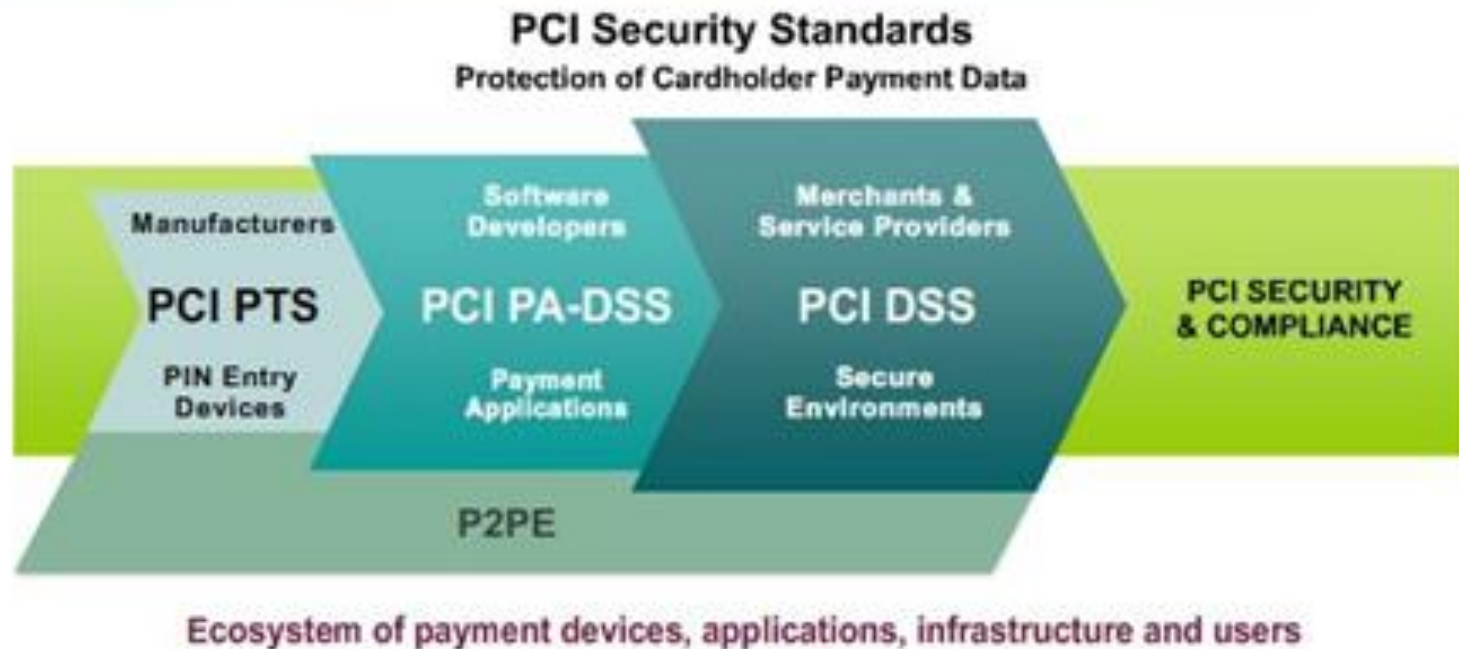 PCI Security Standards
Protection of Cardholder Payment Data
Manufacturers
PCI PTS
PIN Entry
Devices
Software
Developers
PCI PA-DSS
Payment
Applications
Merchants &
Service Providers
PCI DSS
Secure
Environments
PCI SECURITY
& COMPLIANCE
P2PE
Ecosystem of payment devices, applications, infrastructure and users